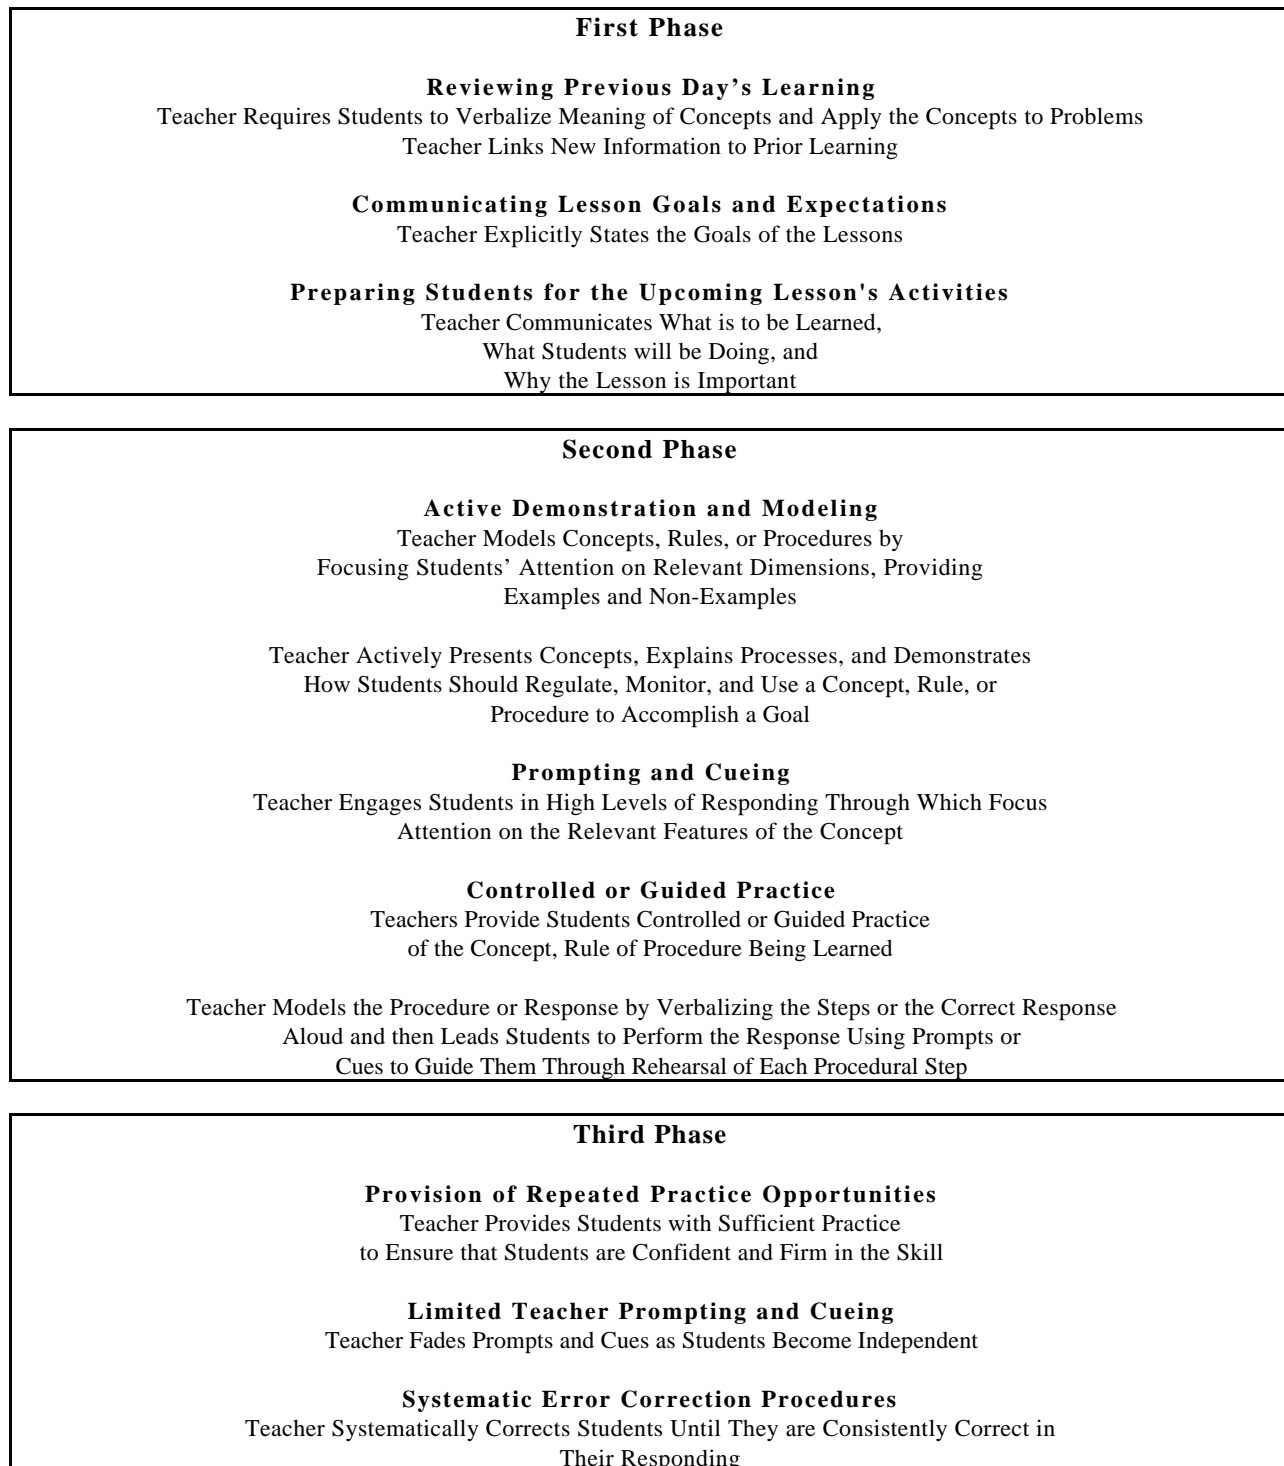 First Phase
Reviewing Previous Day’s Learning
Teacher Requires Students to Verbalize Meaning of Concepts and Apply the Concepts to Problems
Teacher Links New Information to Prior Learning
Communicating Lesson Goals and Expectations
Teacher Explicitly States the Goals of the Lessons
Preparing Students for the Upcoming Lesson's Activities
Teacher Communicates What is to be Learned,
What Students will be Doing, and
Why the Lesson is Important
Second Phase
Active Demonstration and Modeling
Teacher Models Concepts, Rules, or Procedures by
Focusing Students’ Attention on Relevant Dimensions, Providing
Examples and Non-Examples
Teacher Actively Presents Concepts, Explains Processes, and Demonstrates
How Students Should Regulate, Monitor, and Use a Concept, Rule, or
Procedure to Accomplish a Goal
Prompting and Cueing
Teacher Engages Students in High Levels of Responding Through Which Focus
Attention on the Relevant Features of the Concept
Controlled or Guided Practice
Teachers Provide Students Controlled or Guided Practice
of the Concept, Rule of Procedure Being Learned
Teacher Models the Procedure or Response by Verbalizing the Steps or the Correct Response
Aloud and then Leads Students to Perform the Response Using Prompts or
Cues to Guide Them Through Rehearsal of Each Procedural Step
Third Phase
Provision of Repeated Practice Opportunities
Teacher Provides Students with Sufficient Practice
to Ensure that Students are Confident and Firm in the Skill
Limited Teacher Prompting and Cueing
Teacher Fades Prompts and Cues as Students Become Independent
Systematic Error Correction Procedures
Teacher Systematically Corrects Students Until They are Consistently Correct in
Their Responding